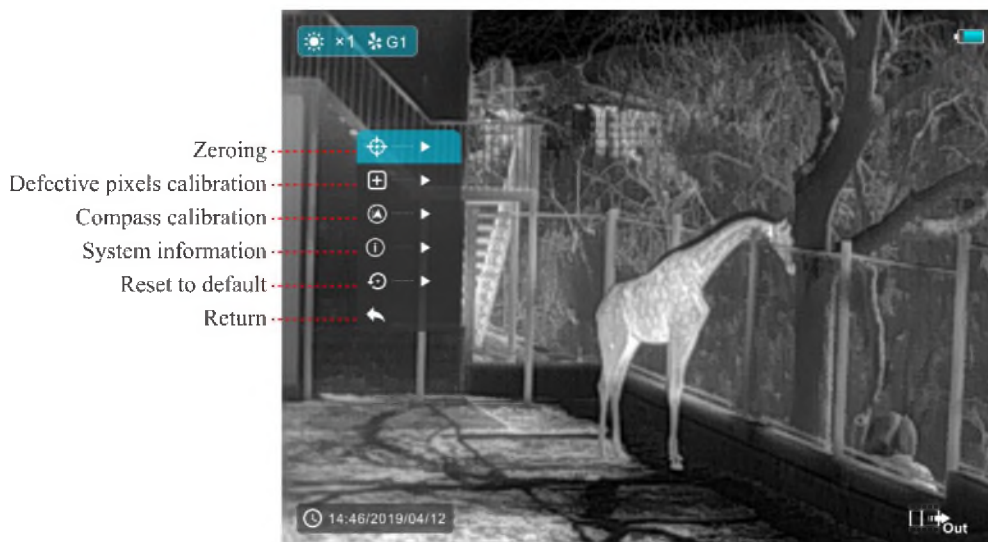 ×1 G1
Zeroing
Defective pixels calibration
Compass calibration
System information
Reset to default
Return
14:46/2019/04/12
Out